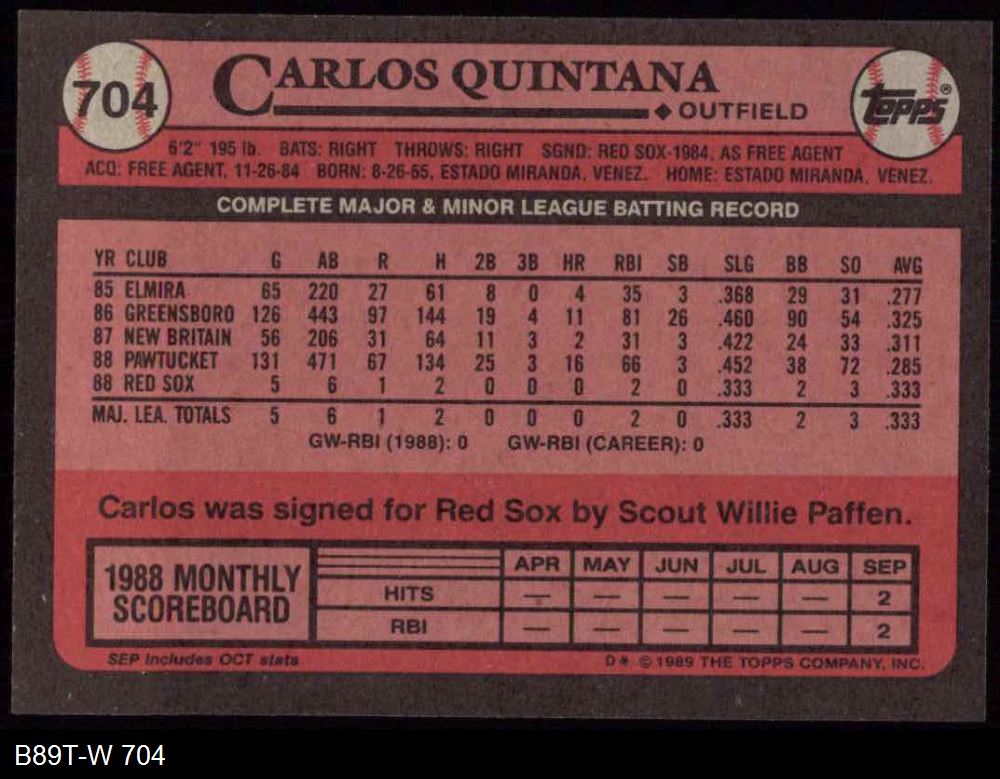 704
CARLOS QUINTANA
OUTFIELD
TOPPS®
6'2" 195 lb. BATS: RIGHT THROWS: RIGHT SGND: RED SOX-1984, AS FREE AGENT
ACQ: FREE AGENT, 11-26-84 BORN: 8-26-65, ESTADO MIRANDA, VENEZ. HOME: ESTADO MIRANDA, VENEZ.
COMPLETE MAJOR & MINOR LEAGUE BATTING RECORD
YR CLUB G AB R H 2B 3B HR RBI SB SLG BB SO AVG
85 ELMIRA 65 220 27 61 8 0 4 35 3 .368 29 31 .277
86 GREENSBORO 126 443 97 144 19 4 11 81 26 .460 90 54 .325
87 NEW BRITAIN 56 206 31 64 11 3 2 31 3 .422 24 33 .311
88 PAWTUCKET 131 471 67 134 25 3 16 66 3 .452 38 72 .285
88 RED SOX 5 6 1 2 0 0 0 2 0 .333 2 3 .333
MAJ. LEA. TOTALS 5 6 1 2 0 0 0 2 0 .333 2 3 .333
GW-RBI (1988): 0 GW-RBI (CAREER): 0
Carlos was signed for Red Sox by Scout Willie Paffen.
1988 MONTHLY
SCOREBOARD
APR MAY JUN JUL AUG SEP
HITS — — — — — 2
RBI — — — — — 2
SEP includes OCT stats
D* © 1989 THE TOPPS COMPANY, INC.
B89T-W 704